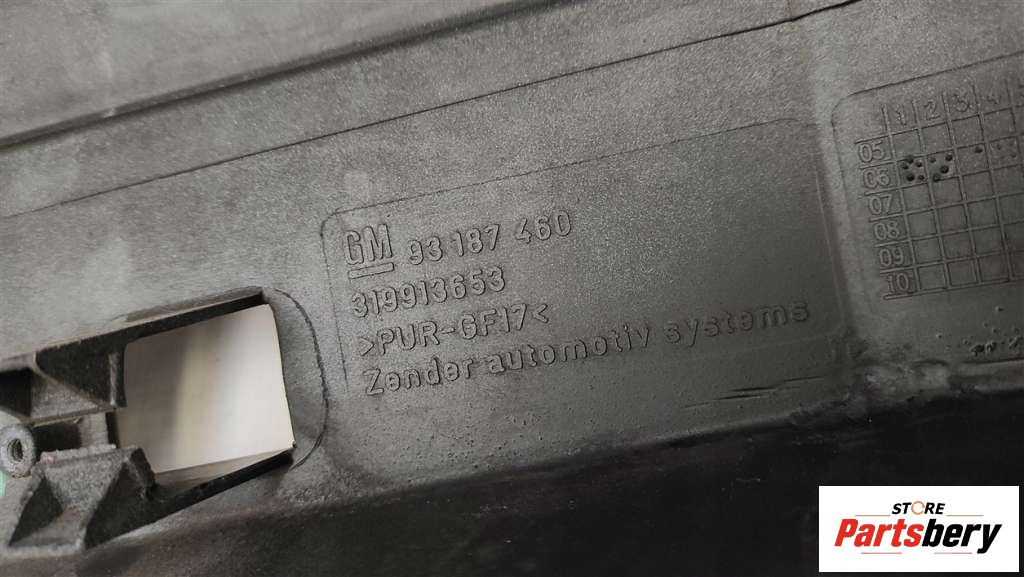 GM 93 187 460
319913653
>PUR-GF17<
Zender automotiv systems
1 2 3 4
05
06
07
08
09
10
STORE
Partsbery